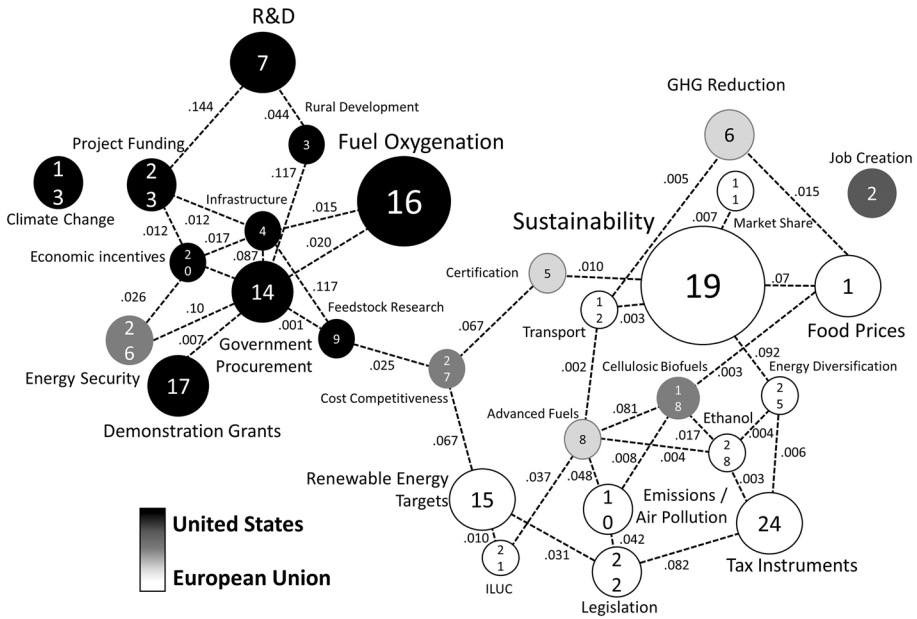 R&D
7
.144
.044
Rural Development
3
Project Funding
2
3
Fuel Oxygenation
16
1
3
Climate Change
.117
Infrastructure
4
.015
.012
.012
.017
.020
.087
Economic incentives
2
0
14
.117
.026
.10
.007
.001
Feedstock Research
9
2
6
Energy Security
Government
Procurement
17
Demonstration Grants
.025
GHG Reduction
6
.005
.015
1
1
.007
Market Share
Job Creation
2
Sustainability
19
Certification
5
.010
.07
1
Food Prices
1
2
Transport
.003
.067
2
7
Cost Competitiveness
.092
.002
Cellulosic Biofuels
1
8
.003
Energy Diversification
2
5
Advanced Fuels
8
.081
Ethanol
2
8
.017
.004
.067
.037
.048
.008
.004
.006
.003
Renewable Energy
Targets
15
1
0
Emissions /
Air Pollution
24
Tax Instruments
.010
2
1
ILUC
.031
.042
2
2
.082
Legislation
United States
European Union